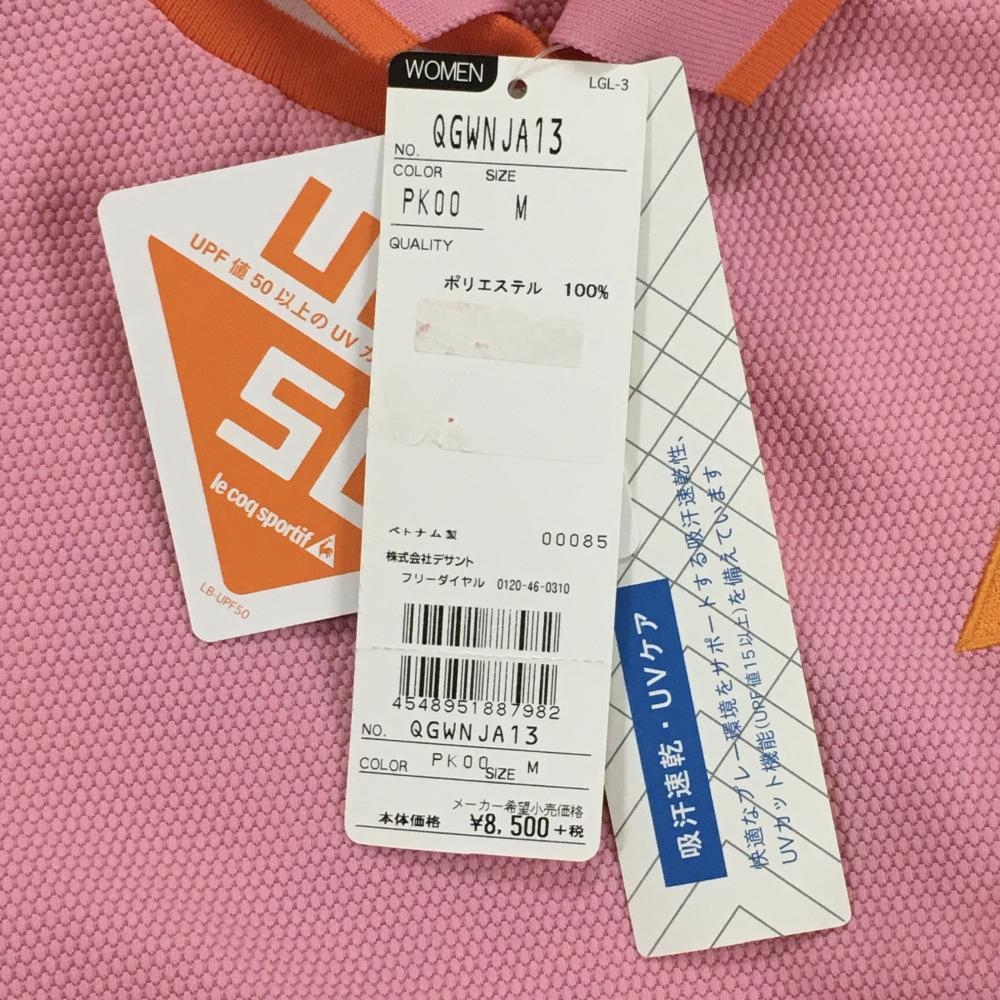 WOMEN
LGL-3
NO. QGWNJA13
COLOR SIZE
PK00 M
QUALITY
ポリエステル 100%
ベトナム製 00085
株式会社デサント
フリーダイヤル 0120-46-0310
4548951887982
NO. QGWNJA13
COLOR PK00 SIZE M
メーカー希望小売価格
本体価格 ¥8,500+税
UPF値50以上のUV
50
le coq sportif
LB-UPF50
吸汗速乾・UVケア
快適なプレー環境をサポートする吸汗速乾性、
UVカット機能(UPF値15以上)を備えています